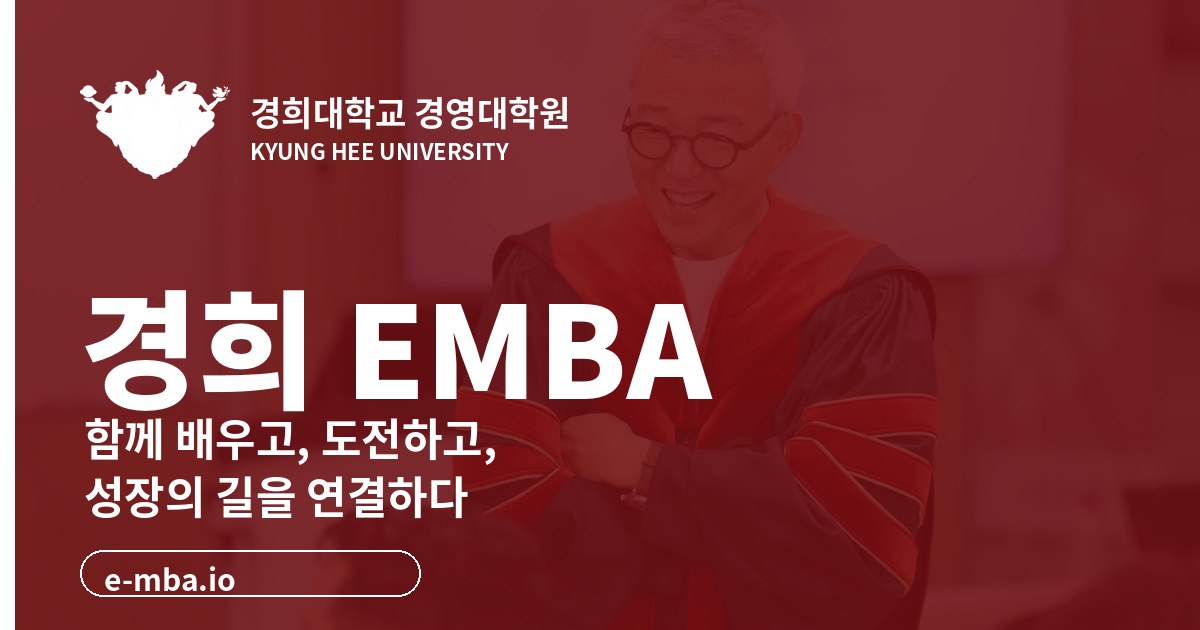 경희대학교 경영대학원
KYUNG HEE UNIVERSITY
경희 EMBA
함께 배우고, 도전하고,
성장의 길을 연결하다
e-mba.io